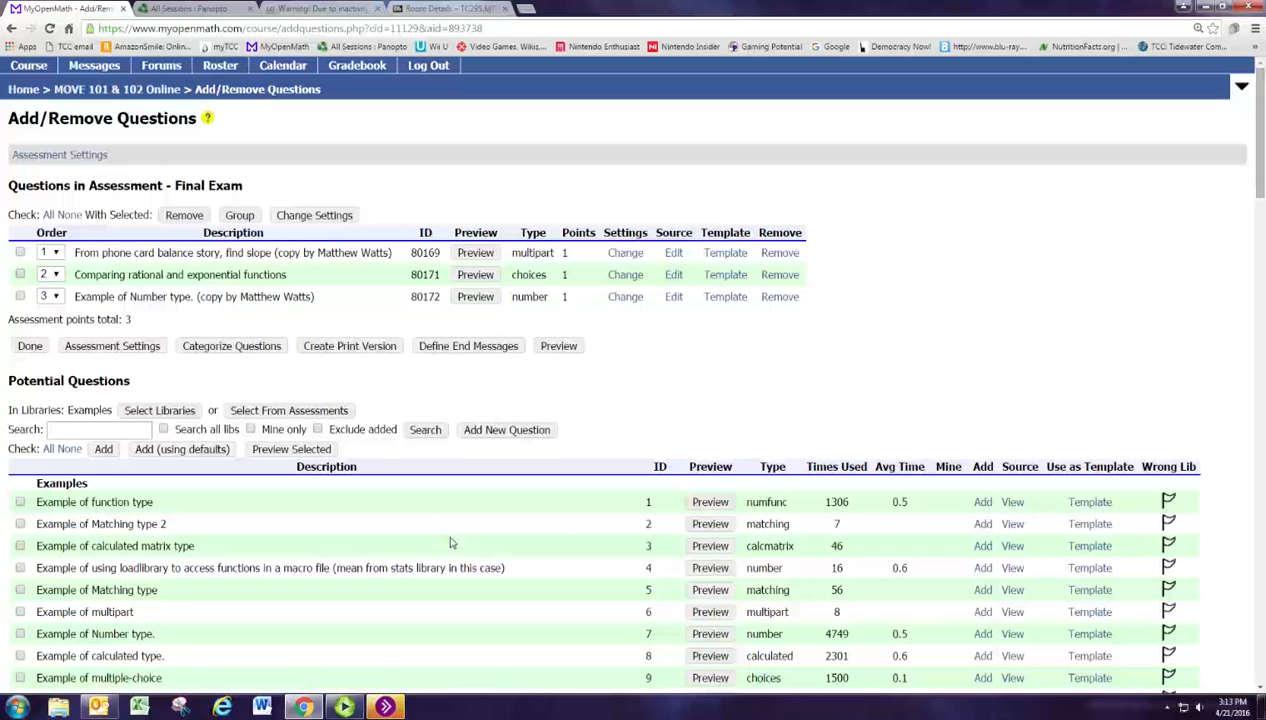 MyOpenMath - Add/Rem × All Sessions : Panopto × Warning! Due to inactivi × Room Details – TC295.MT ×
https://www.myopenmath.com/course/addquestions.php?cid=11129&aid=893738
Apps TCC email AmazonSmile: Onlin... myTCC MyOpenMath All Sessions : Panopto Wii U Video Games, Wikis,... Nintendo Enthusiast Nintendo Insider Gaming Potential Google Democracy Now! http://www.blu-ray... NutritionFacts.org |... TCC| Tidewater Com...
Course Messages Forums Roster Calendar Gradebook Log Out
Home > MOVE 101 & 102 Online > Add/Remove Questions
Add/Remove Questions ?
Assessment Settings
Questions in Assessment - Final Exam
Check: All None With Selected: Remove Group Change Settings
Order Description ID Preview Type Points Settings Source Template Remove
1 From phone card balance story, find slope (copy by Matthew Watts) 80169 Preview multipart 1 Change Edit Template Remove
2 Comparing rational and exponential functions 80171 Preview choices 1 Change Edit Template Remove
3 Example of Number type. (copy by Matthew Watts) 80172 Preview number 1 Change Edit Template Remove
Assessment points total: 3
Done Assessment Settings Categorize Questions Create Print Version Define End Messages Preview
Potential Questions
In Libraries: Examples Select Libraries or Select From Assessments
Search: Search all libs Mine only Exclude added Search Add New Question
Check: All None Add Add (using defaults) Preview Selected
Description ID Preview Type Times Used Avg Time Mine Add Source Use as Template Wrong Lib
Examples
Example of function type 1 Preview numfunc 1306 0.5 Add View Template
Example of Matching type 2 2 Preview matching 7 Add View Template
Example of calculated matrix type 3 Preview calcmatrix 46 Add View Template
Example of using loadlibrary to access functions in a macro file (mean from stats library in this case) 4 Preview number 16 0.6 Add View Template
Example of Matching type 5 Preview matching 56 Add View Template
Example of multipart 6 Preview multipart 8 Add View Template
Example of Number type. 7 Preview number 4749 0.5 Add View Template
Example of calculated type. 8 Preview calculated 2301 0.6 Add View Template
Example of multiple-choice 9 Preview choices 1500 0.1 Add View Template
3:13 PM
4/21/2016